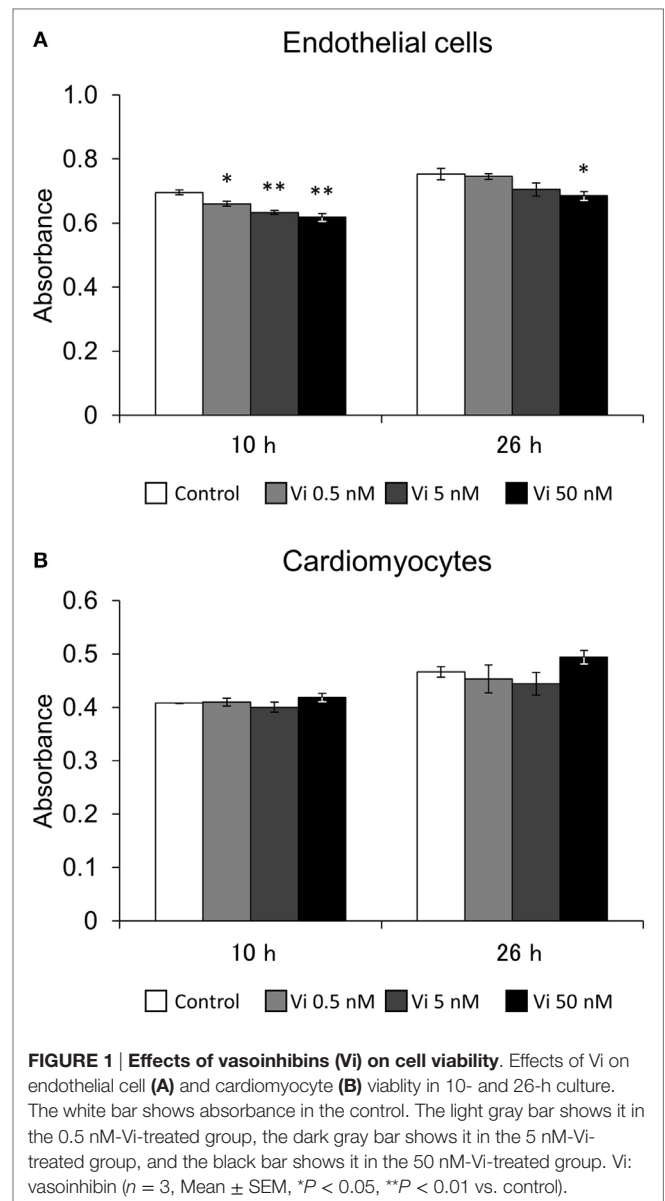 A
Endothelial cells
1.0
0.8
0.6
0.4
0.2
0
Absorbance
*
**
**
*
10 h
26 h
Control
Vi 0.5 nM
Vi 5 nM
Vi 50 nM
B
Cardiomyocytes
0.6
0.5
0.4
0.3
0.2
0.1
0
Absorbance
10 h
26 h
Control
Vi 0.5 nM
Vi 5 nM
Vi 50 nM
FIGURE 1 | Effects of vasoinhibins (Vi) on cell viability. Effects of Vi on
endothelial cell (A) and cardiomyocyte (B) viablity in 10- and 26-h culture.
The white bar shows absorbance in the control. The light gray bar shows it in
the 0.5 nM-Vi-treated group, the dark gray bar shows it in the 5 nM-Vi-
treated group, and the black bar shows it in the 50 nM-Vi-treated group. Vi:
vasoinhibin (n = 3, Mean ± SEM, *P < 0.05, **P < 0.01 vs. control).